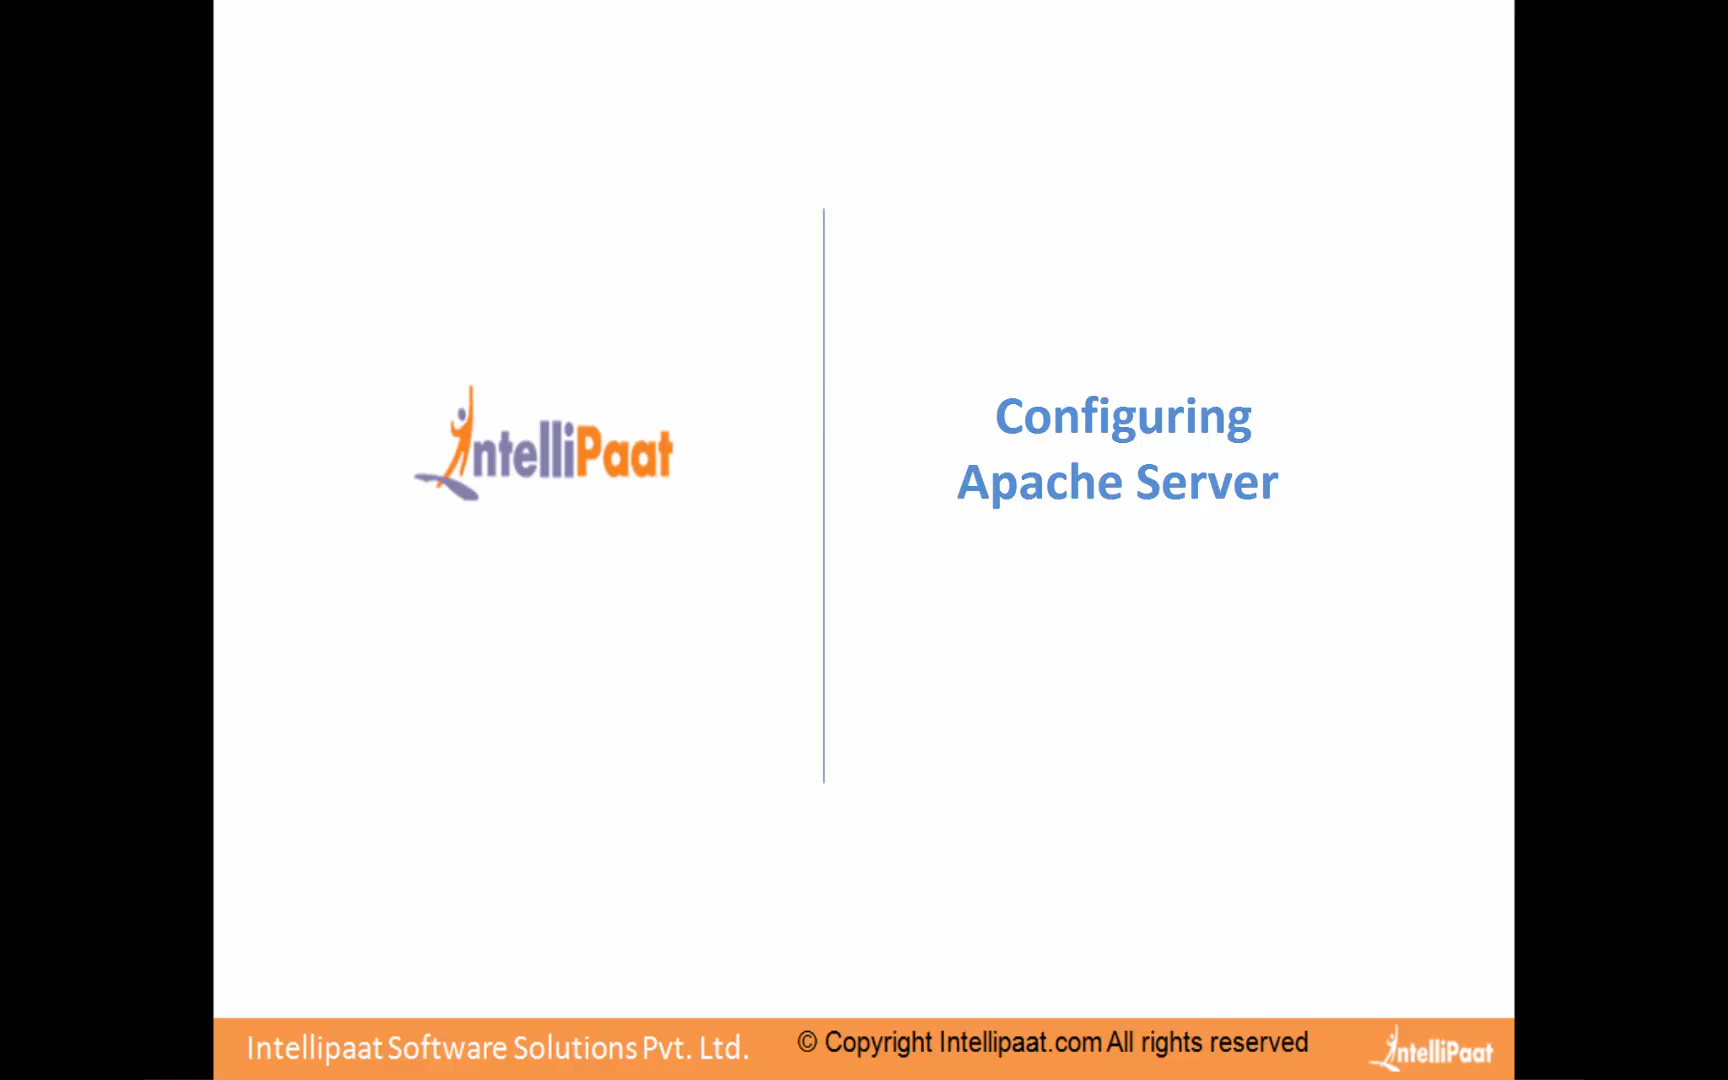 IntelliPaat
Configuring
Apache Server
Intellipaat Software Solutions Pvt. Ltd.
© Copyright Intellipaat.com All rights reserved
IntelliPaat